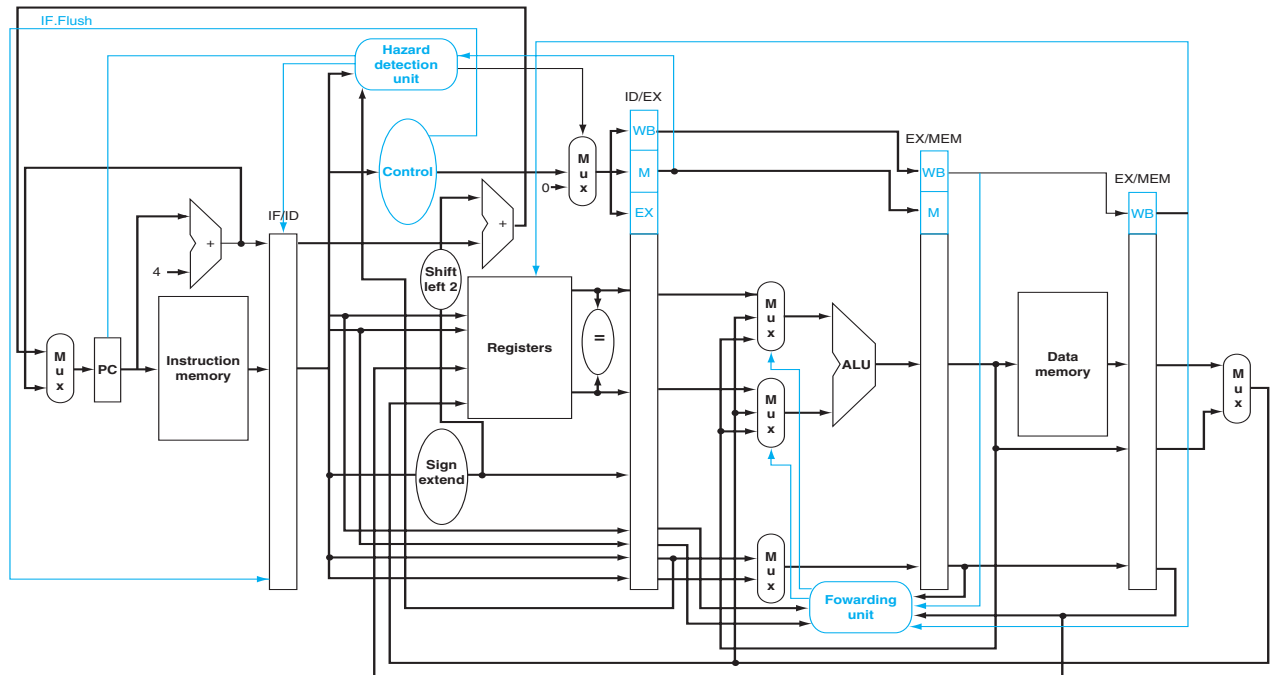 IF.Flush
Hazard
detection
unit
ID/EX
WB
M
EX
Control
M
u
x
0
EX/MEM
WB
M
EX/MEM
WB
+
4
IF/ID
+
Shift
left 2
M
u
x
PC
Instruction
memory
Registers
=
M
u
x
M
u
x
ALU
Data
memory
M
u
x
Sign
extend
M
u
x
Fowarding
unit